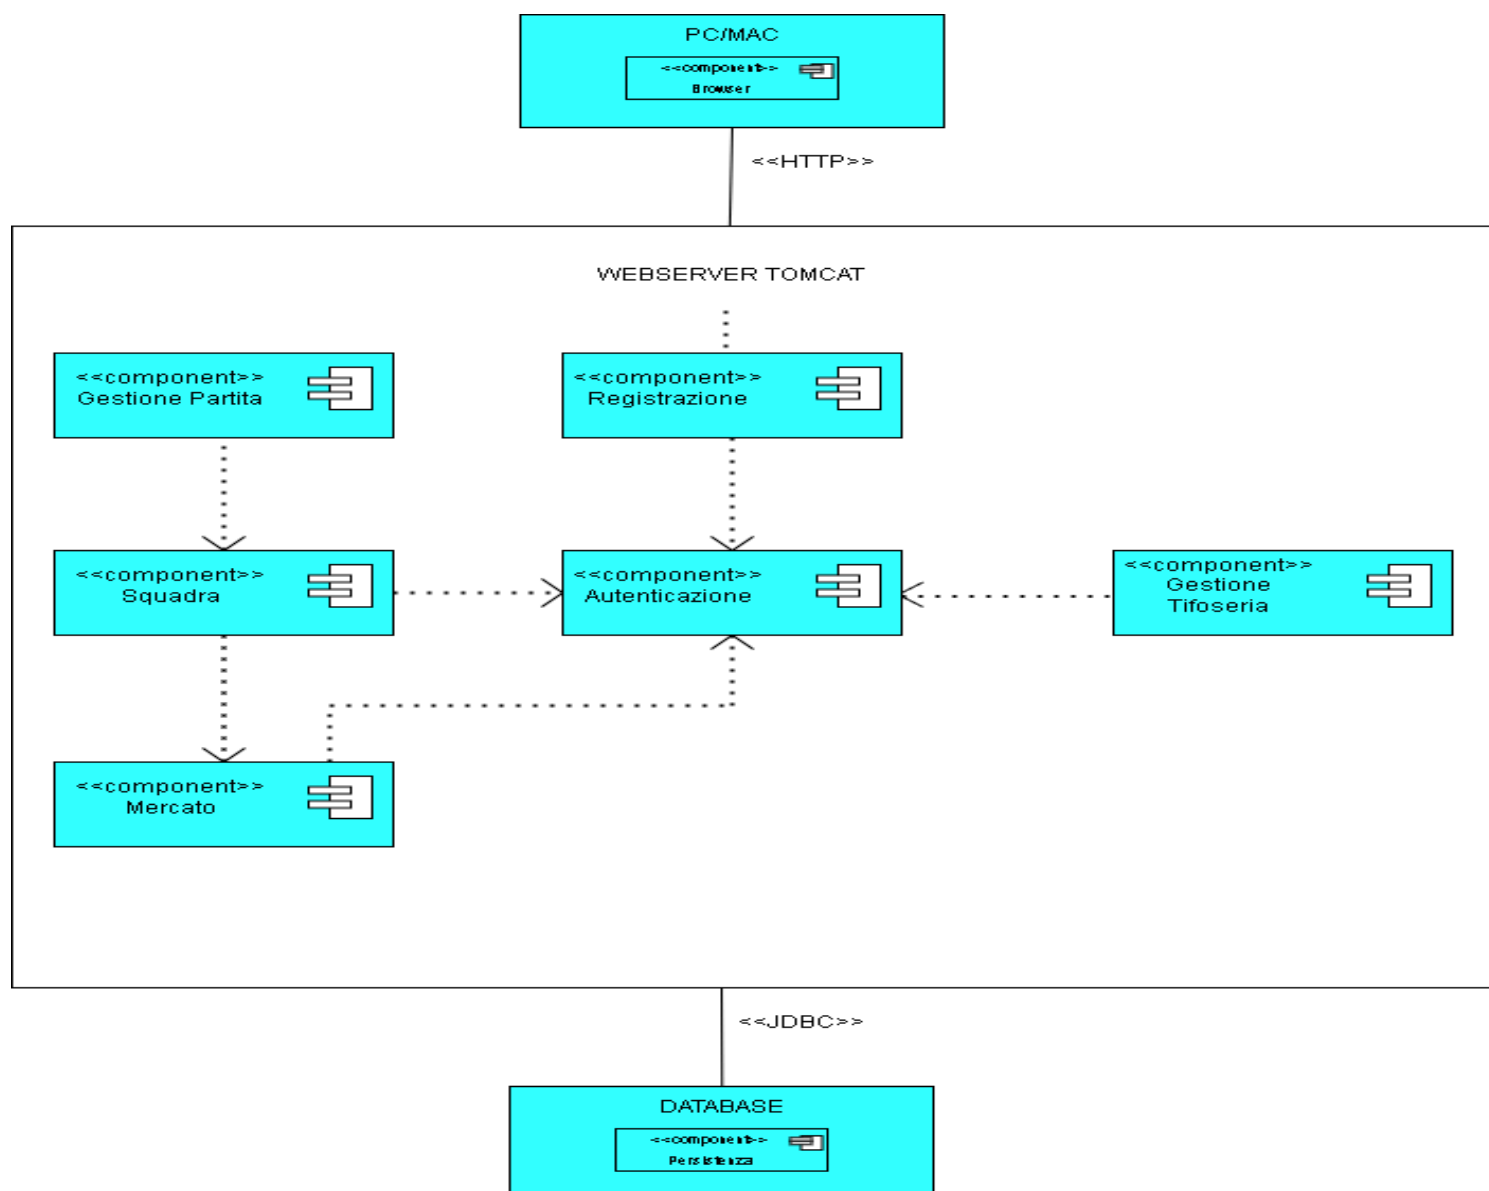 PC/MAC
<<component>>
Browser
<<HTTP>>
WEBSERVER TOMCAT
<<component>>
Gestione Partita
<<component>>
Registrazione
<<component>>
Squadra
<<component>>
Autenticazione
<<component>>
Gestione
Tifoseria
<<component>>
Mercato
<<JDBC>>
DATABASE
<<component>>
Persistenza